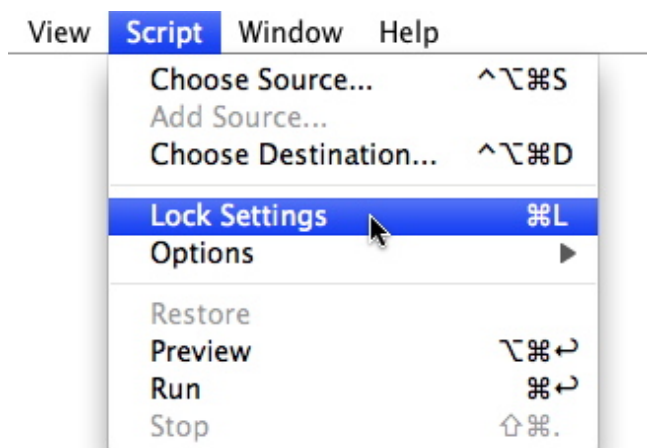 View Script Window Help
Choose Source... ^⌥⌘S
Add Source...
Choose Destination... ^⌥⌘D
Lock Settings ⌘L
Options ▶
Restore
Preview ⌥⌘↩
Run ⌘↩
Stop ⇧⌘.